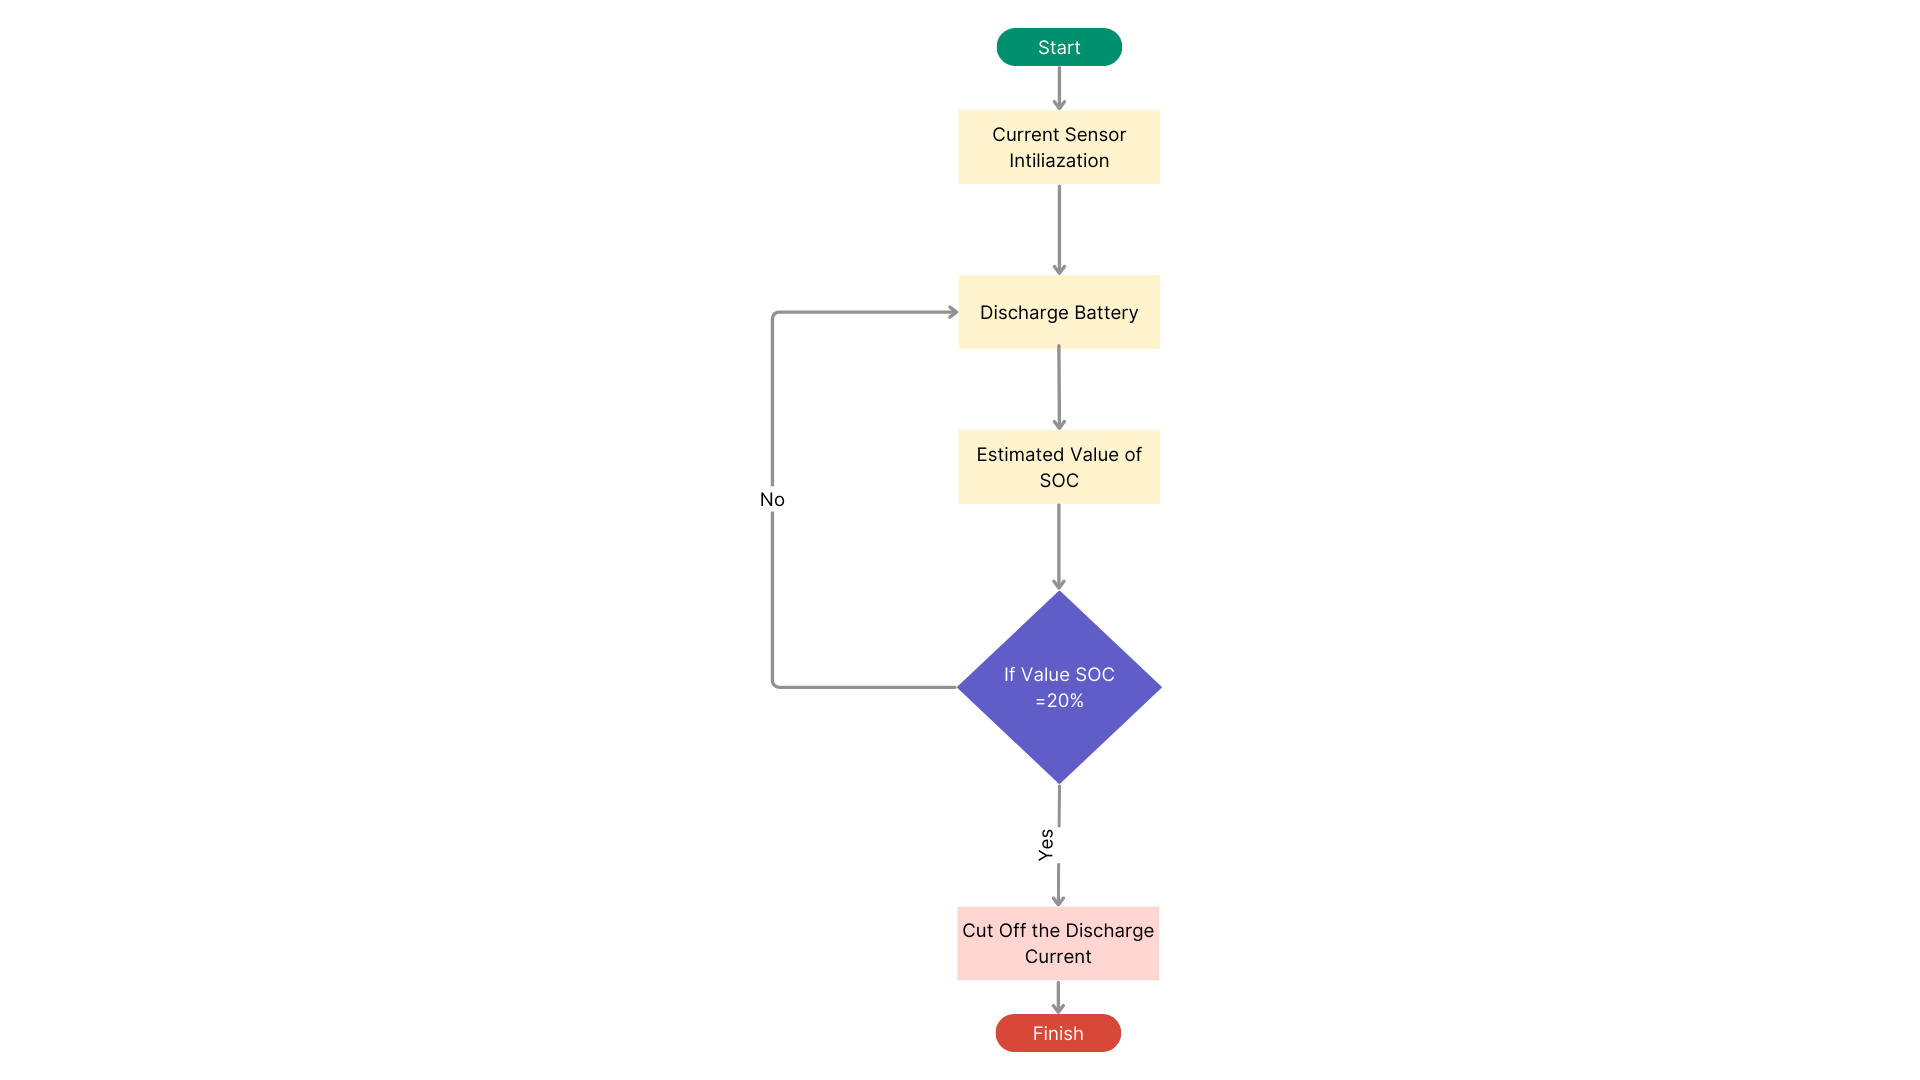 Start
Current Sensor
Intiliazation
Discharge Battery
Estimated Value of
SOC
No
If Value SOC
=20%
Yes
Cut Off the Discharge
Current
Finish